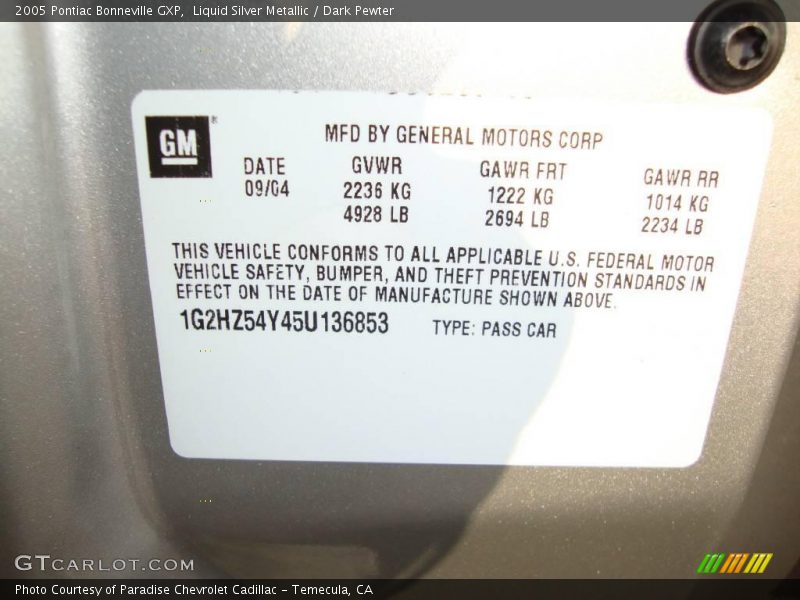 2005 Pontiac Bonneville GXP, Liquid Silver Metallic / Dark Pewter
GM®
MFD BY GENERAL MOTORS CORP
DATE GVWR GAWR FRT GAWR RR
09/04 2236 KG 1222 KG 1014 KG
4928 LB 2694 LB 2234 LB
THIS VEHICLE CONFORMS TO ALL APPLICABLE U.S. FEDERAL MOTOR
VEHICLE SAFETY, BUMPER, AND THEFT PREVENTION STANDARDS IN
EFFECT ON THE DATE OF MANUFACTURE SHOWN ABOVE.
1G2HZ54Y45U136853 TYPE: PASS CAR
GTCARLOT.COM
Photo Courtesy of Paradise Chevrolet Cadillac - Temecula, CA